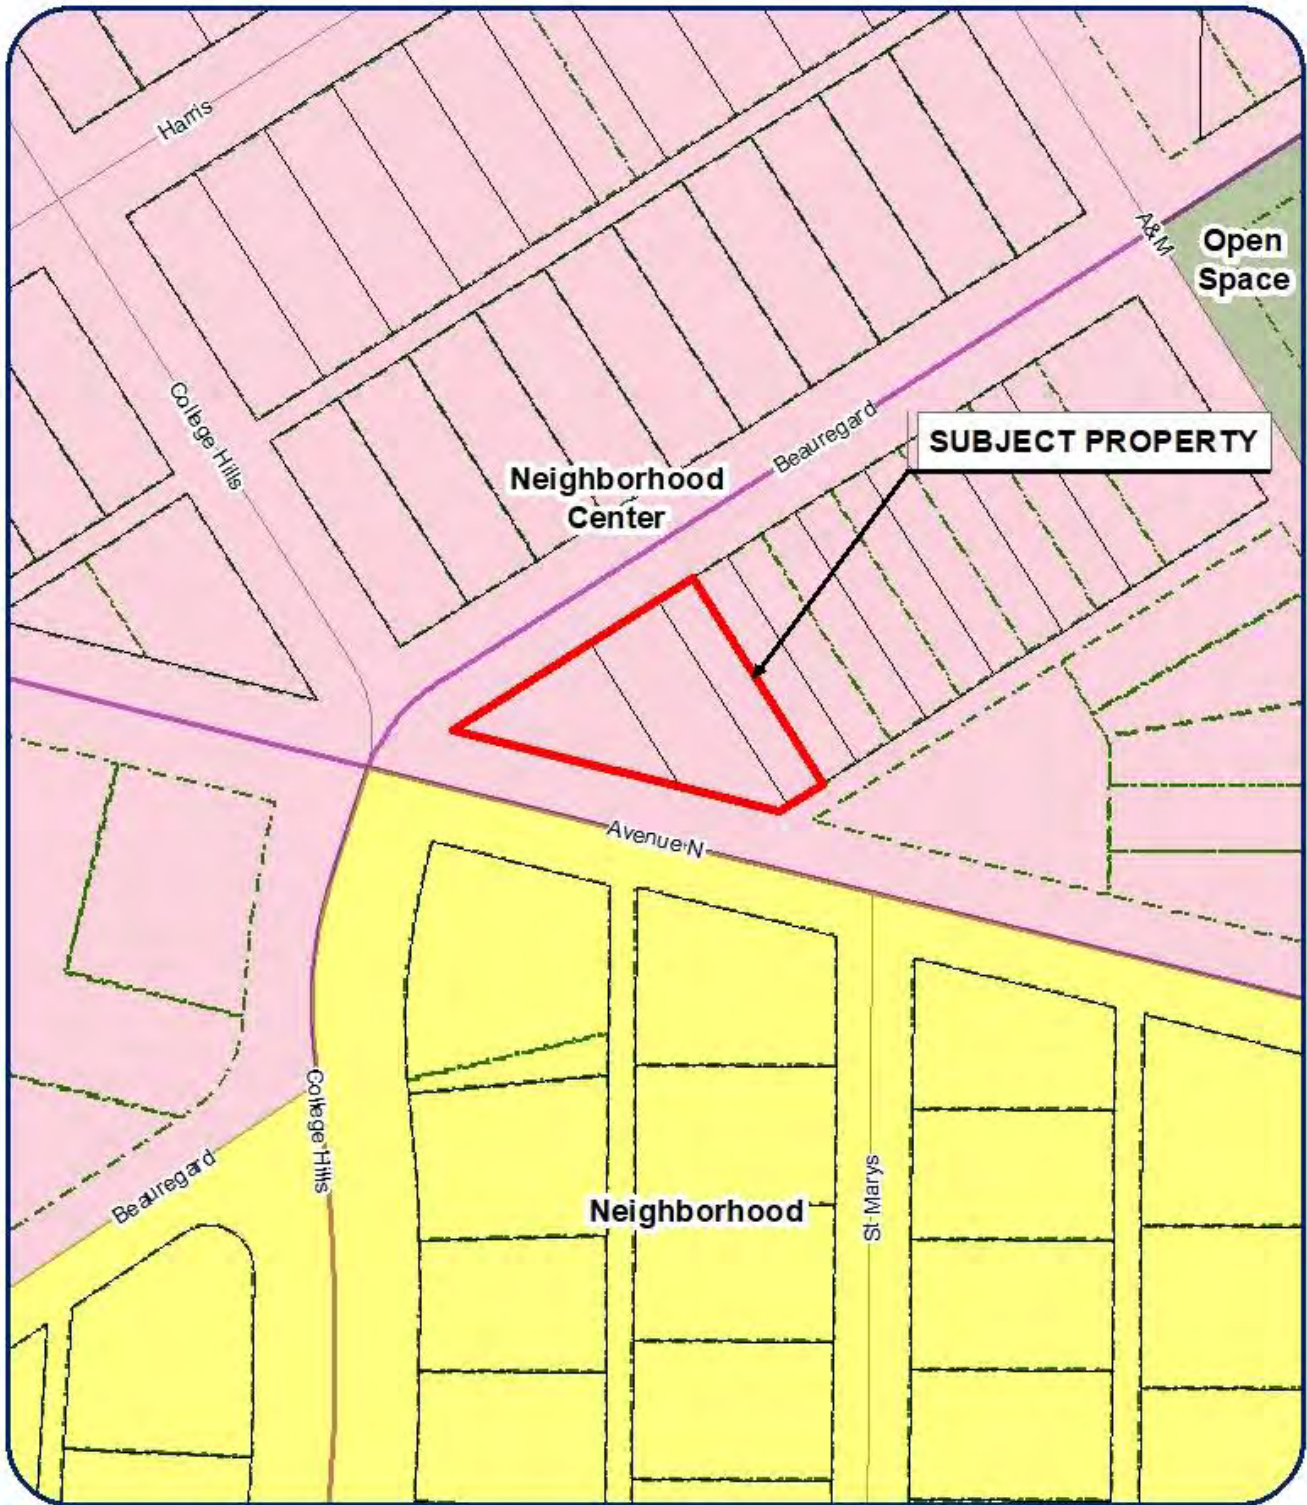 Harris
A&M
Open
Space
College Hills
Beauregard
SUBJECT PROPERTY
Neighborhood
Center
Avenue N
College Hills
Beauregard
Neighborhood
St Marys